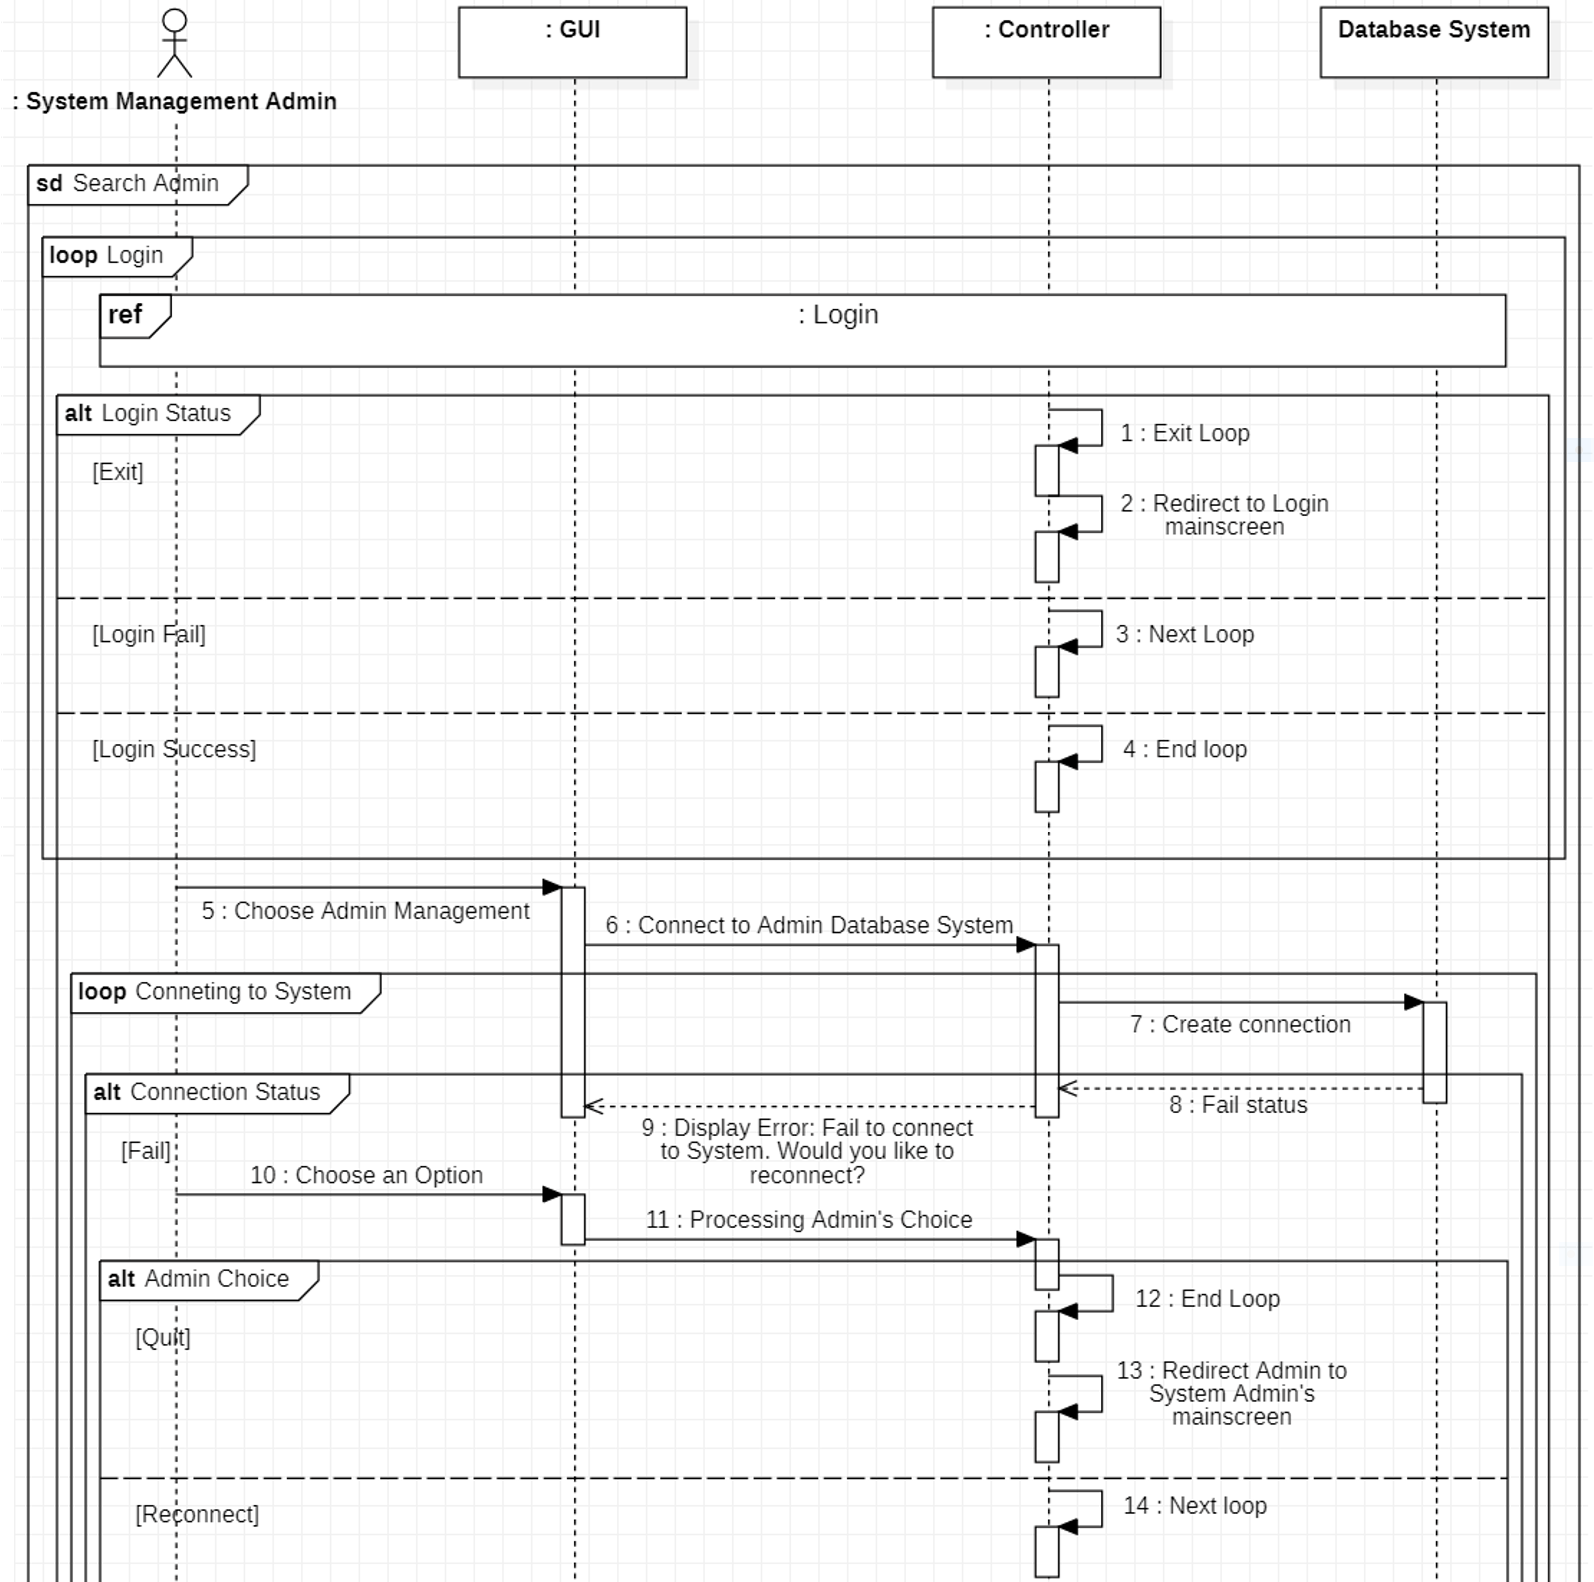 : GUI
: Controller
Database System
: System Management Admin
sd Search Admin
loop Login
ref
: Login
alt Login Status
1 : Exit Loop
[Exit]
2 : Redirect to Login
mainscreen
[Login Fail]
3 : Next Loop
[Login Success]
4 : End loop
5 : Choose Admin Management
6 : Connect to Admin Database System
loop Conneting to System
7 : Create connection
alt Connection Status
8 : Fail status
9 : Display Error: Fail to connect
to System. Would you like to
reconnect?
[Fail]
10 : Choose an Option
11 : Processing Admin's Choice
alt Admin Choice
12 : End Loop
[Quit]
13 : Redirect Admin to
System Admin's
mainscreen
[Reconnect]
14 : Next loop